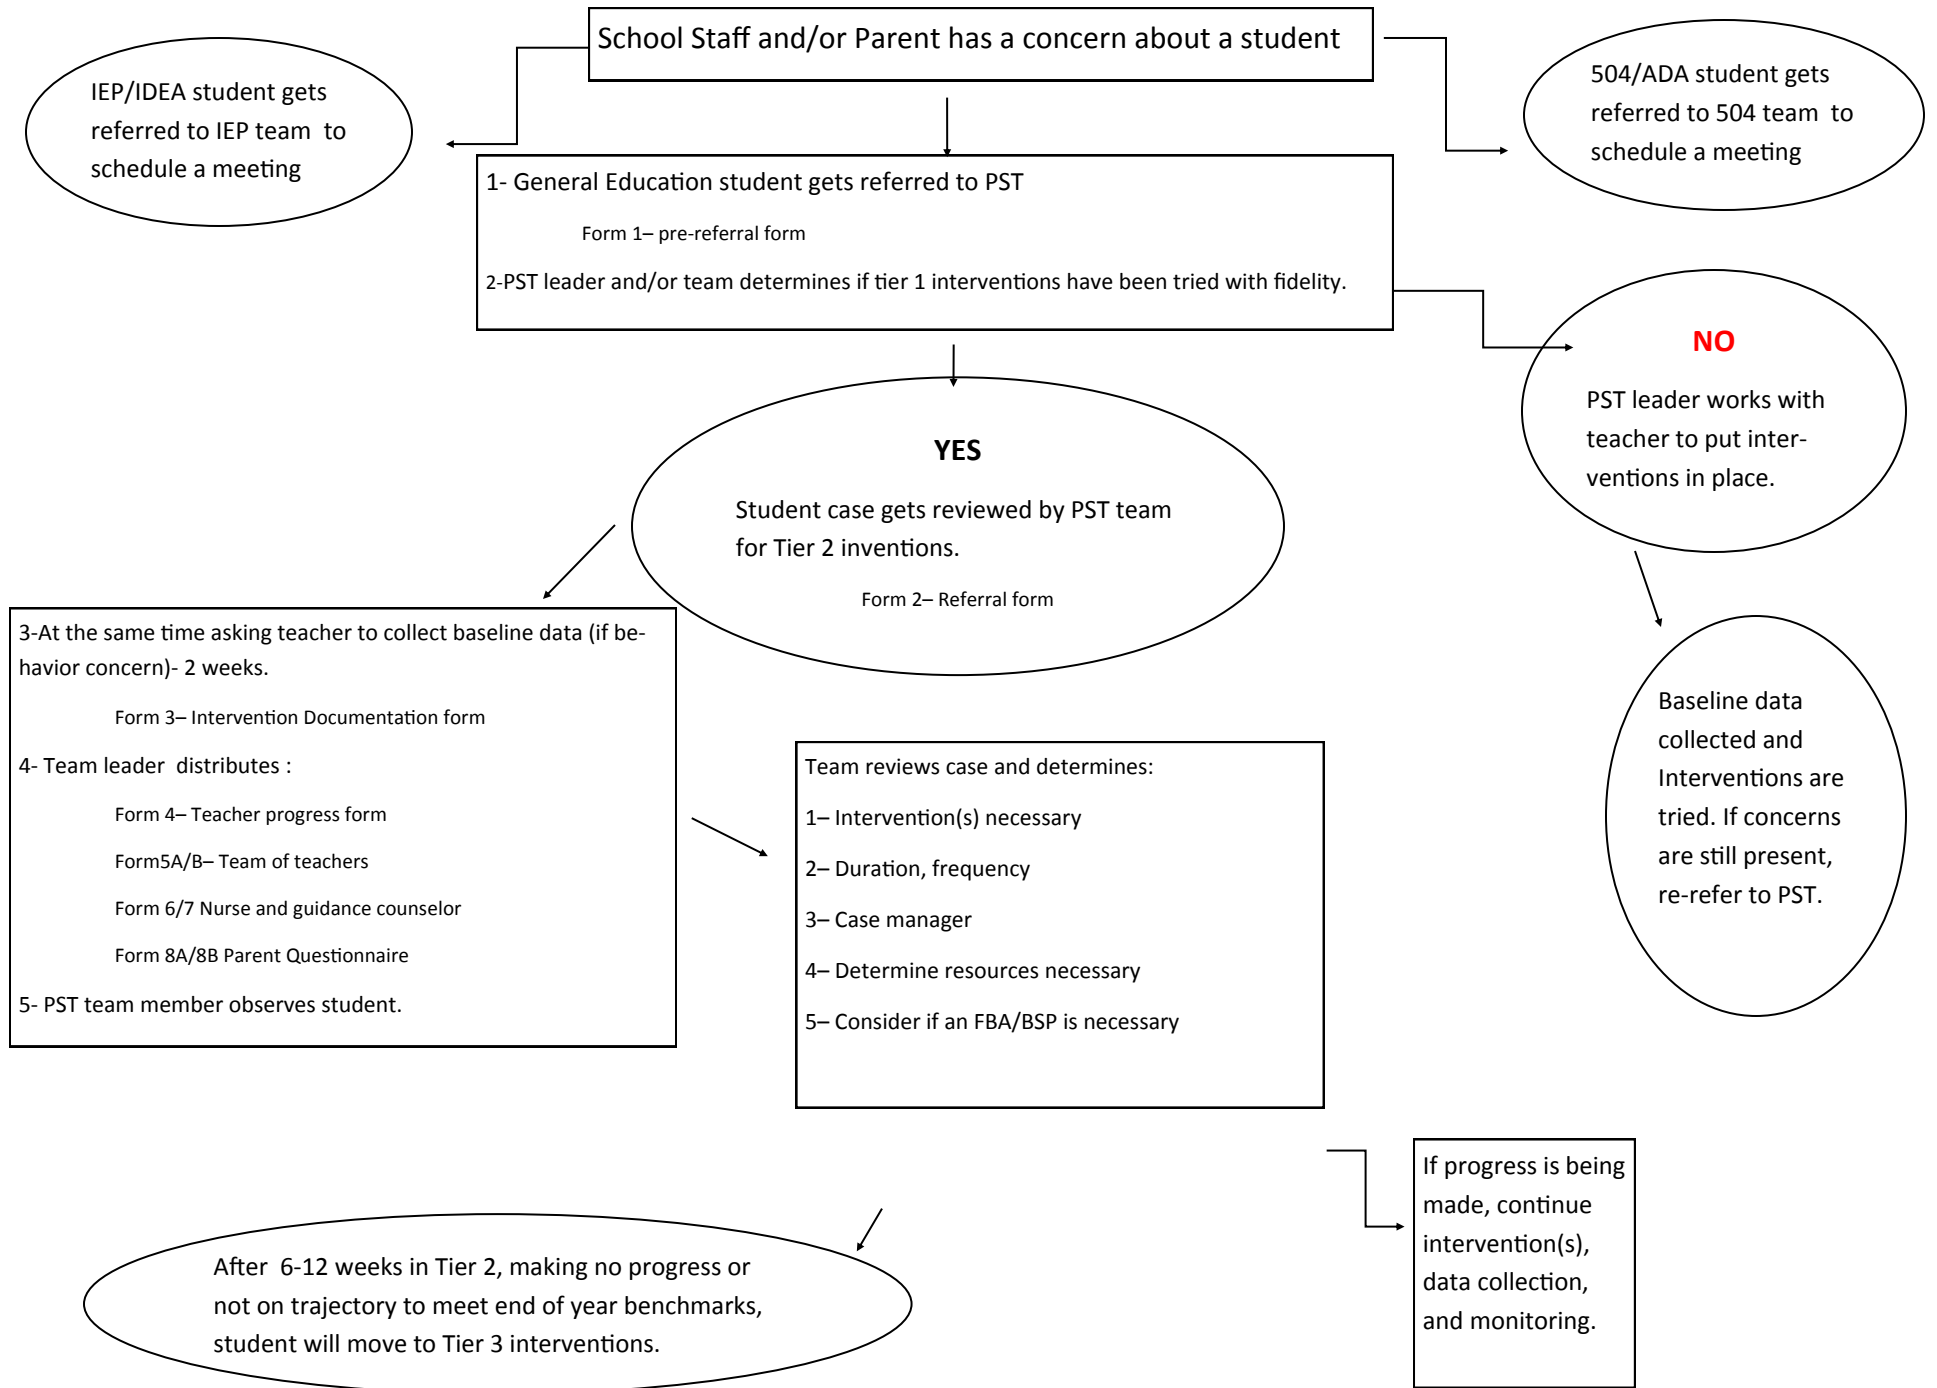 School Staff and/or Parent has a concern about a student
IEP/IDEA student gets
referred to IEP team  to
schedule a meeting
504/ADA student gets
referred to 504 team  to
schedule a meeting
1- General Education student gets referred to PST
Form 1– pre-referral form
2-PST leader and/or team determines if tier 1 interventions have been tried with fidelity.
NO
PST leader works with
teacher to put inter-
ventions in place.
YES
Student case gets reviewed by PST team
for Tier 2 inventions.
Form 2– Referral form
3-At the same time asking teacher to collect baseline data (if be-
havior concern)- 2 weeks.
Form 3– Intervention Documentation form
4- Team leader  distributes :
Form 4– Teacher progress form
Form5A/B– Team of teachers
Form 6/7 Nurse and guidance counselor
Form 8A/8B Parent Questionnaire
5- PST team member observes student.
Team reviews case and determines:
1– Intervention(s) necessary
2– Duration, frequency
3– Case manager
4– Determine resources necessary
5– Consider if an FBA/BSP is necessary
Baseline data
collected and
Interventions are
tried. If concerns
are still present,
re-refer to PST.
After  6-12 weeks in Tier 2, making no progress or
not on trajectory to meet end of year benchmarks,
student will move to Tier 3 interventions.
If progress is being
made, continue
intervention(s),
data collection,
and monitoring.